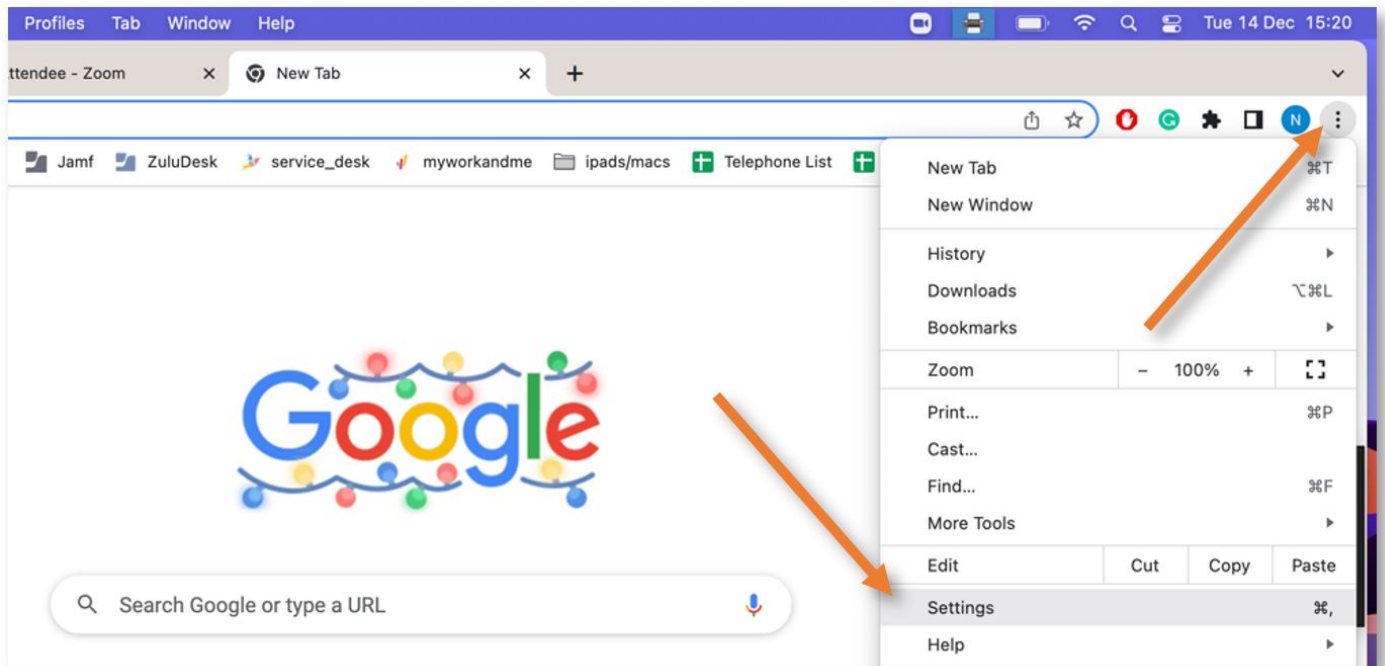 Profiles Tab Window Help Tue 14 Dec 15:20
ttendee - Zoom New Tab
N
Jamf ZuluDesk service_desk myworkandme ipads/macs Telephone List
New Tab ⌘T
New Window ⌘N
History
Downloads ⌥⌘L
Bookmarks
Zoom - 100% +
Google
Print... ⌘P
Cast...
Find... ⌘F
More Tools
Edit Cut Copy Paste
Search Google or type a URL
Settings ⌘,
Help